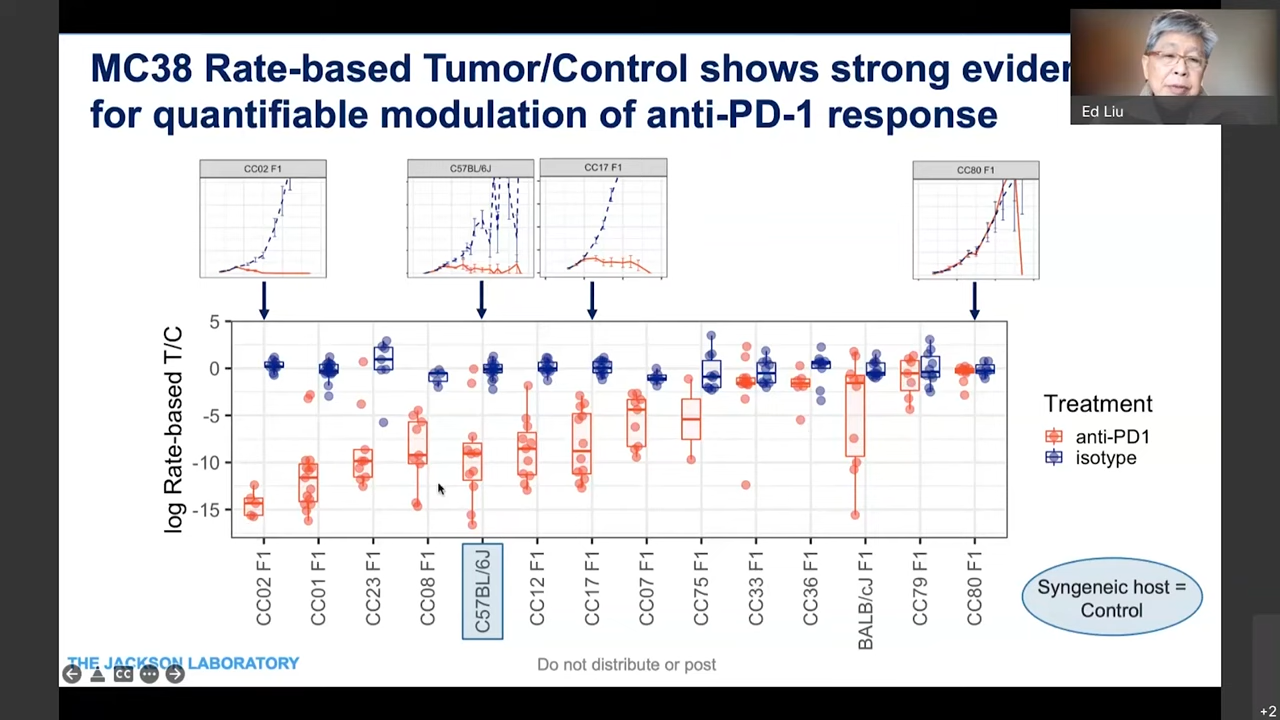 MC38 Rate-based Tumor/Control shows strong
for quantifiable modulation of anti-PD-1 response
Ed Liu
CC02 F1
C57BL/6J
CC17 F1
CC80 F1
log Rate-based T/C
5
0
-5
-10
-15
CC02 F1
CC01 F1
CC23 F1
CC08 F1
C57BL/6J
CC12 F1
CC17 F1
CC07 F1
CC75 F1
CC33 F1
CC36 F1
BALB/cJ F1
CC79 F1
CC80 F1
Treatment
anti-PD1
isotype
Syngeneic host =
Control
THE JACKSON LABORATORY
CC
Do not distribute or post
+2